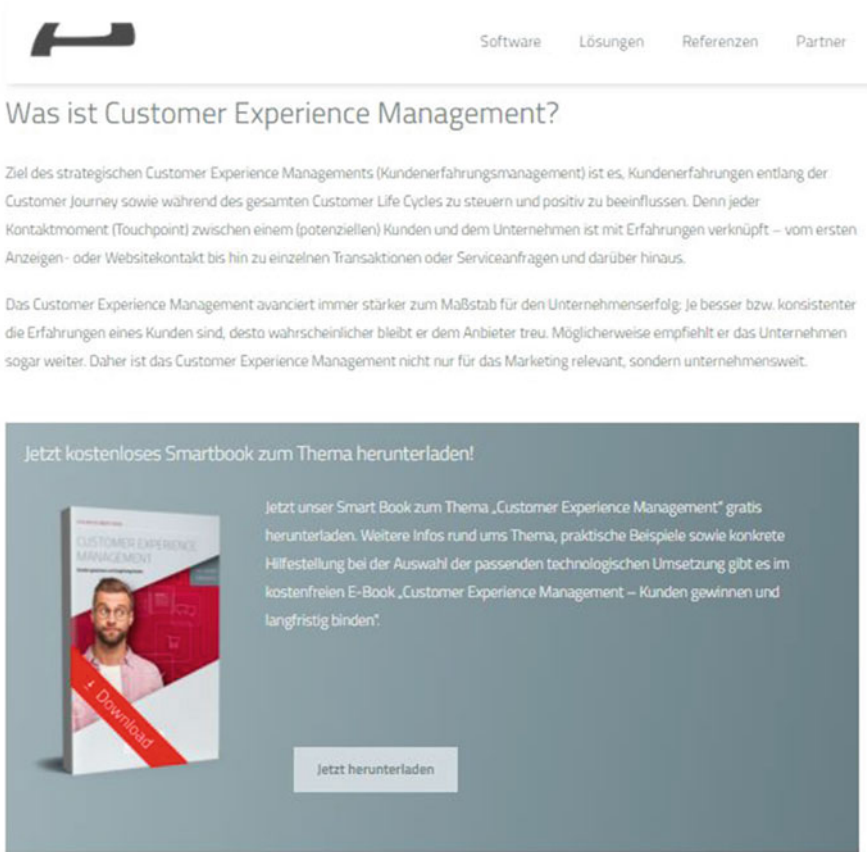 Software Lösungen Referenzen Partner
Was ist Customer Experience Management?
Ziel des strategischen Customer Experience Managements (Kundenerfahrungsmanagement) ist es, Kundenerfahrungen entlang der
Customer Journey sowie während des gesamten Customer Life Cycles zu steuern und positiv zu beeinflussen. Denn jeder
Kontaktmoment (Touchpoint) zwischen einem (potenziellen) Kunden und dem Unternehmen ist mit Erfahrungen verknüpft – vom ersten
Anzeigen- oder Websitekontakt bis hin zu einzelnen Transaktionen oder Serviceanfragen und darüber hinaus.
Das Customer Experience Management avanciert immer stärker zum Maßstab für den Unternehmenserfolg: Je besser bzw. konsistenter
die Erfahrungen eines Kunden sind, desto wahrscheinlicher bleibt er dem Anbieter treu. Möglicherweise empfiehlt er das Unternehmen
sogar weiter. Daher ist das Customer Experience Management nicht nur für das Marketing relevant, sondern unternehmensweit.
Jetzt kostenloses Smartbook zum Thema herunterladen!
Jetzt unser Smart Book zum Thema „Customer Experience Management“ gratis
herunterladen. Weitere Infos rund ums Thema, praktische Beispiele sowie konkrete
Hilfestellung bei der Auswahl der passenden technologischen Umsetzung gibt es im
kostenfreien E-Book „Customer Experience Management – Kunden gewinnen und
langfristig binden“.
CUSTOMER EXPERIENCE
MANAGEMENT
Download
Jetzt herunterladen